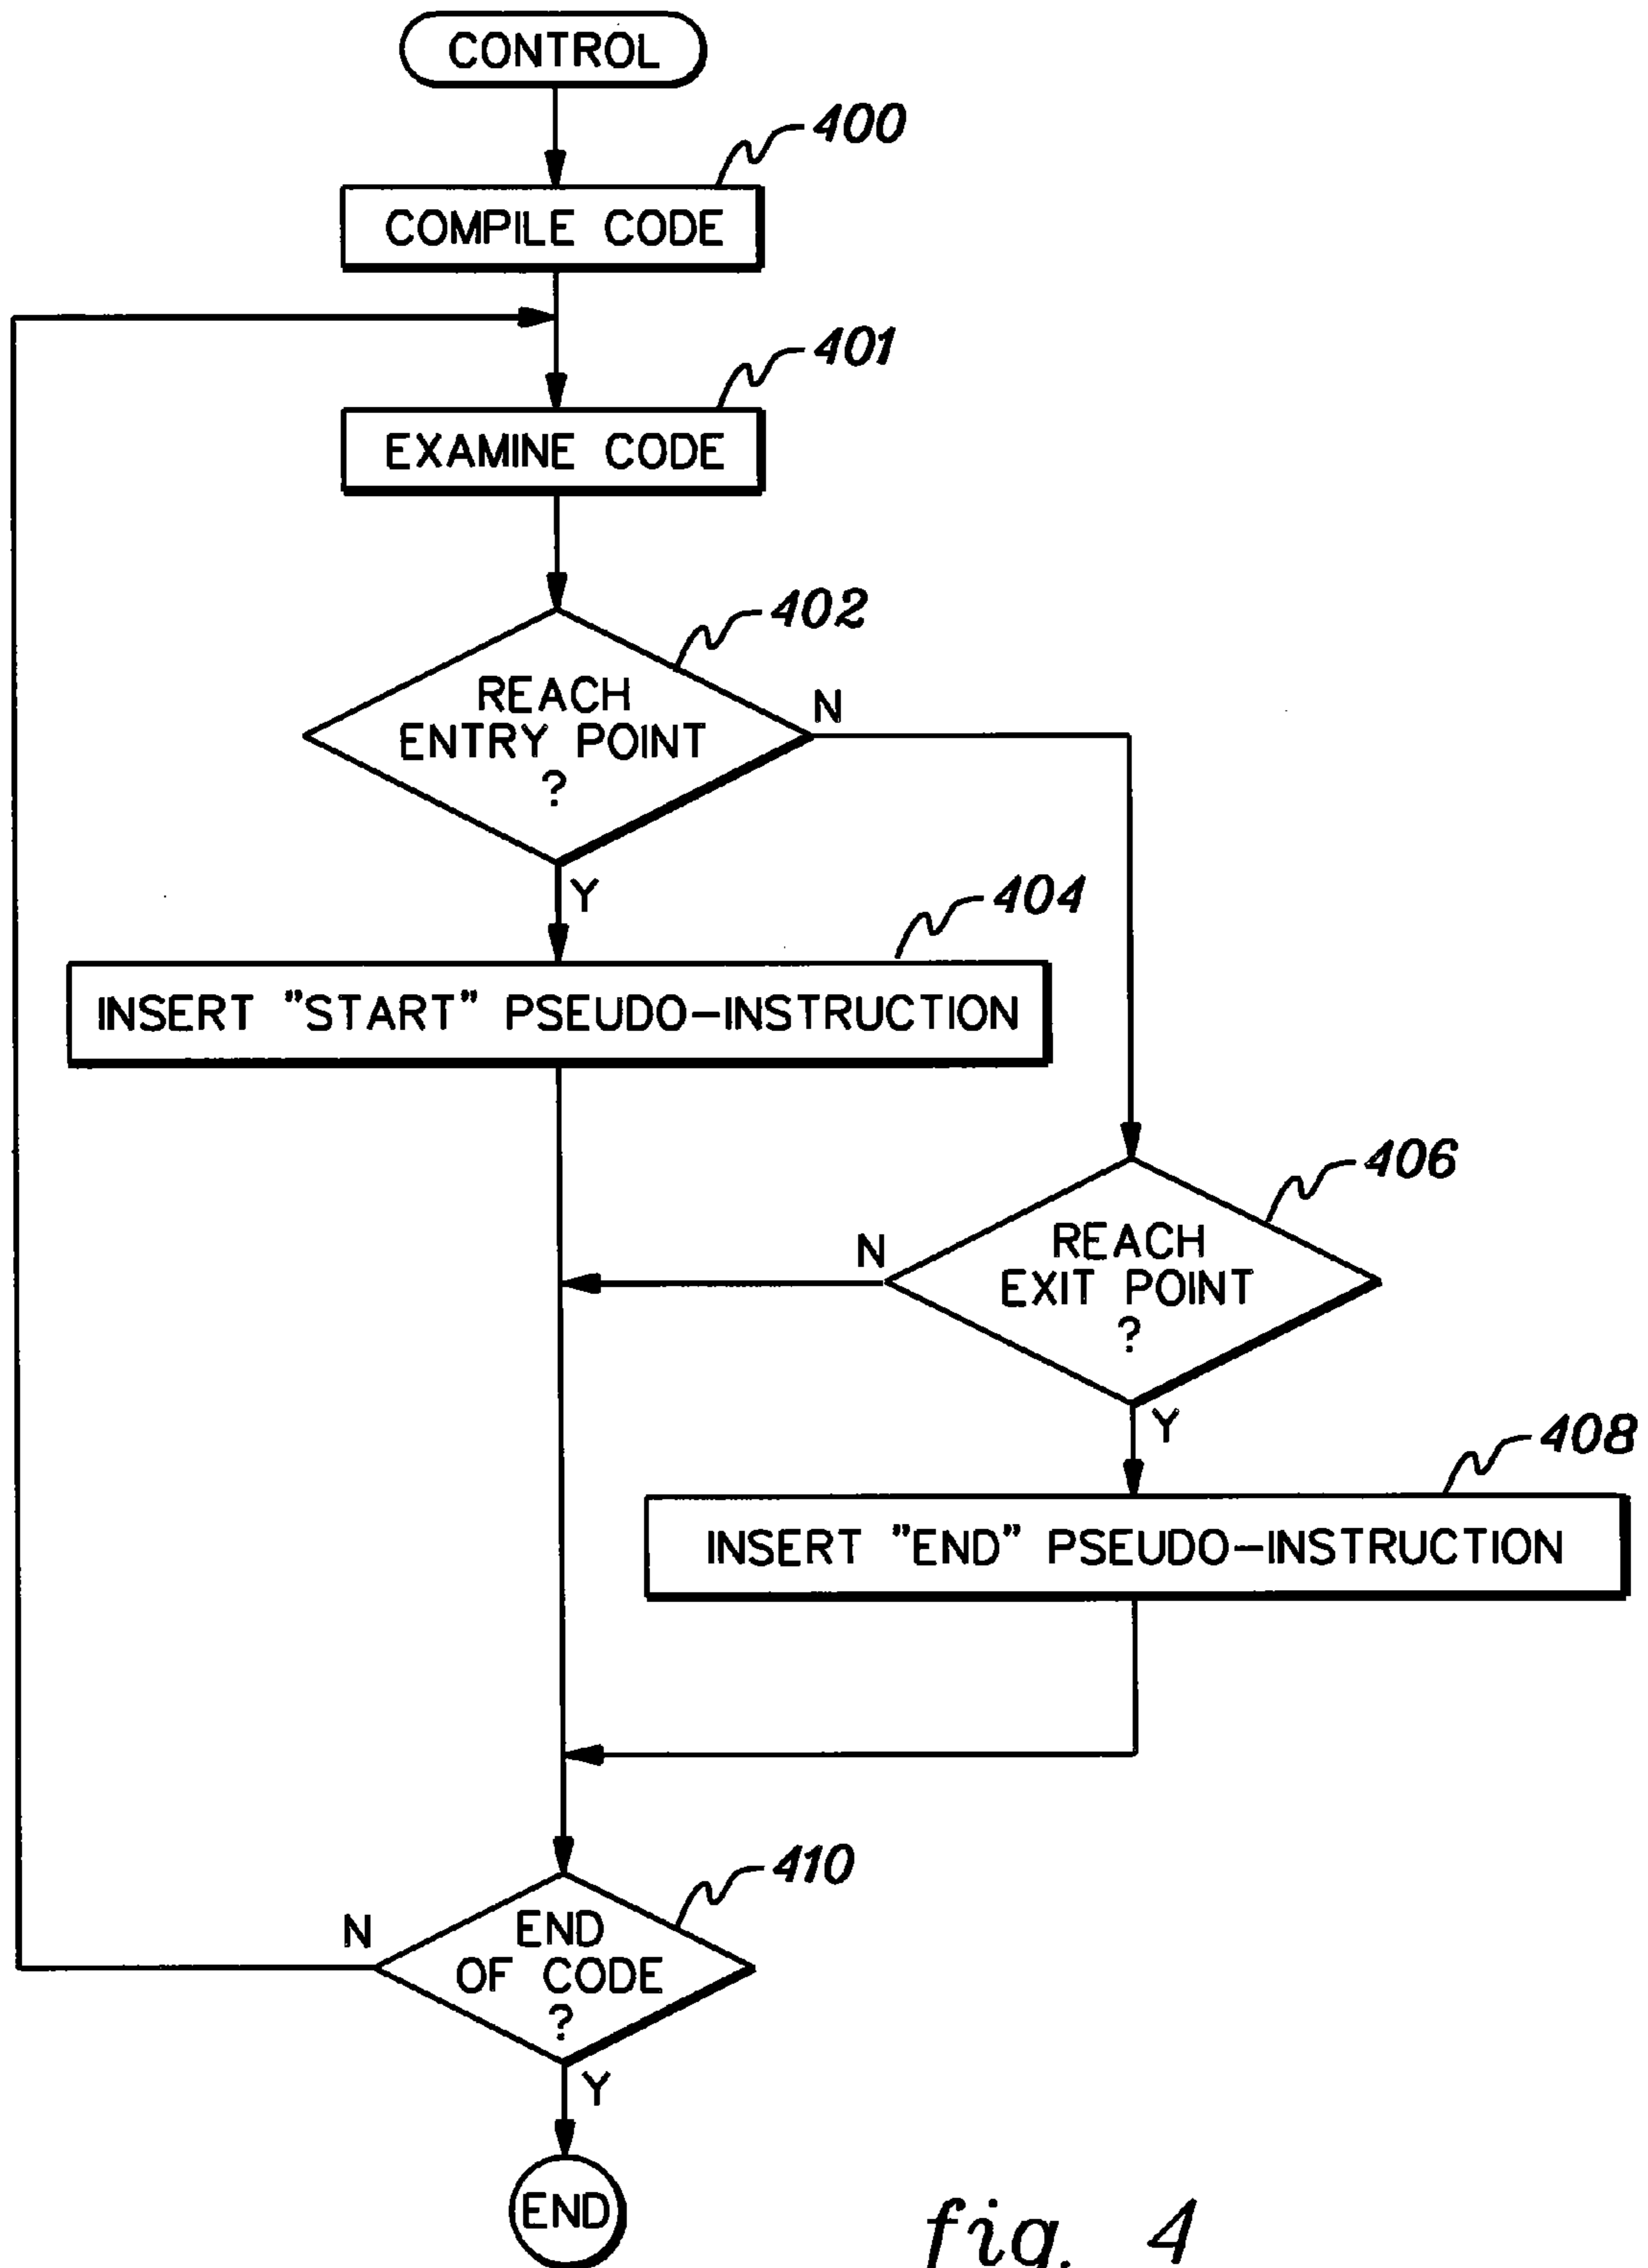 CONTROL
400
COMPILE CODE
401
EXAMINE CODE
402
REACH
ENTRY POINT
?
N
Y
404
INSERT "START" PSEUDO-INSTRUCTION
406
REACH
EXIT POINT
?
N
Y
408
INSERT "END" PSEUDO-INSTRUCTION
410
END
OF CODE
?
N
Y
END
fig. 4